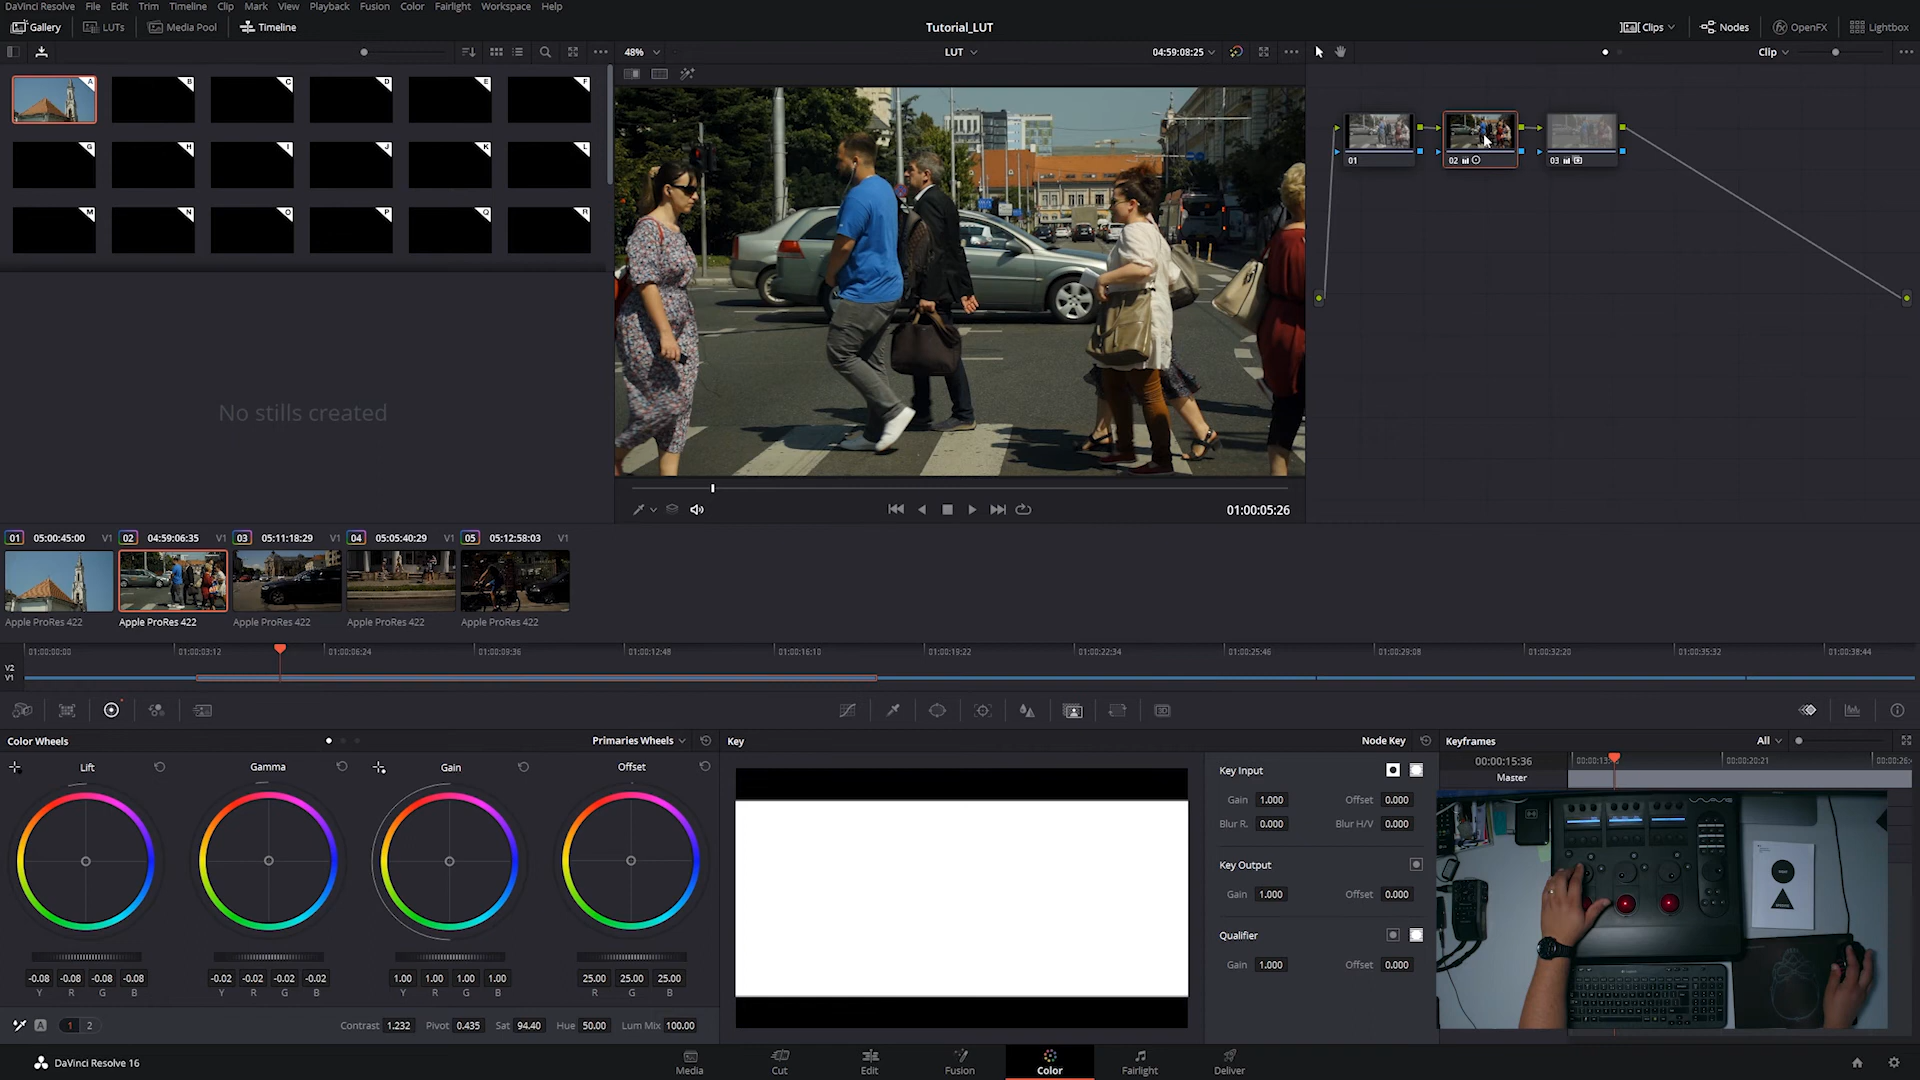 DaVinci Resolve File Edit Trim Timeline Clip Mark View Playback Fusion Color Fairlight Workspace Help
Gallery LUTs Media Pool Timeline Tutorial_LUT Clips Nodes OpenFX Lightbox
48% LUT 04:59:08:25 Clip
A B C D E F
G H I J K L
M N O P Q R
01 02 03
No stills created
01:00:05:26
01 05:00:45:00 V1 02 04:59:06:35 V1 03 05:11:18:29 V1 04 05:05:40:29 V1 05 05:12:58:03 V1
Apple ProRes 422 Apple ProRes 422 Apple ProRes 422 Apple ProRes 422 Apple ProRes 422
01:00:00:00 01:00:03:12 01:00:06:24 01:00:09:36 01:00:12:48 01:00:16:10 01:00:19:22 01:00:22:34 01:00:25:46 01:00:29:08 01:00:32:20 01:00:35:32 01:00:38:44
V2
V1
Color Wheels Primaries Wheels Key Node Key Keyframes All
Lift Gamma Gain Offset
Key Input
Gain 1.000 Offset 0.000
Blur R. 0.000 Blur H/V 0.000
Key Output
Gain 1.000 Offset 0.000
Qualifier
Gain 1.000 Offset 0.000
00:00:15:36 00:00:20:21
Master
-0.08 -0.08 -0.08 -0.08 -0.02 -0.02 -0.02 -0.02 1.00 1.00 1.00 1.00 25.00 25.00 25.00
Y R G B Y R G B Y R G B R G B
A 1 2 Contrast 1.232 Pivot 0.435 Sat 94.40 Hue 50.00 Lum Mix 100.00
DaVinci Resolve 16 Media Cut Edit Fusion Color Fairlight Deliver